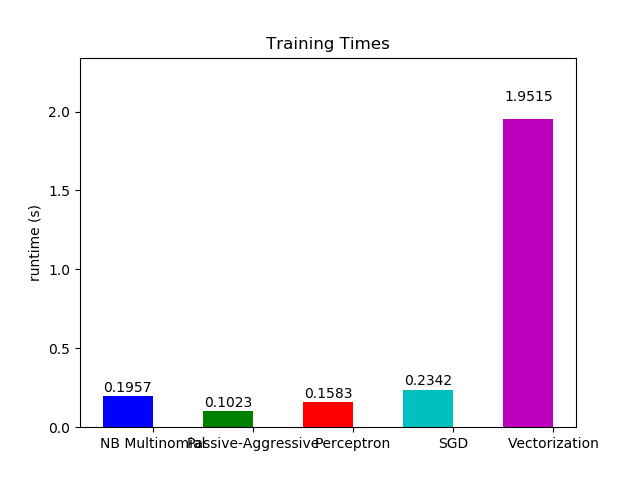 Training Times
2.0
1.5
1.0
0.5
0.0
runtime (s)
0.1957
0.1023
0.1583
0.2342
1.9515
NB Multinomial
Passive-Aggressive
Perceptron
SGD
Vectorization